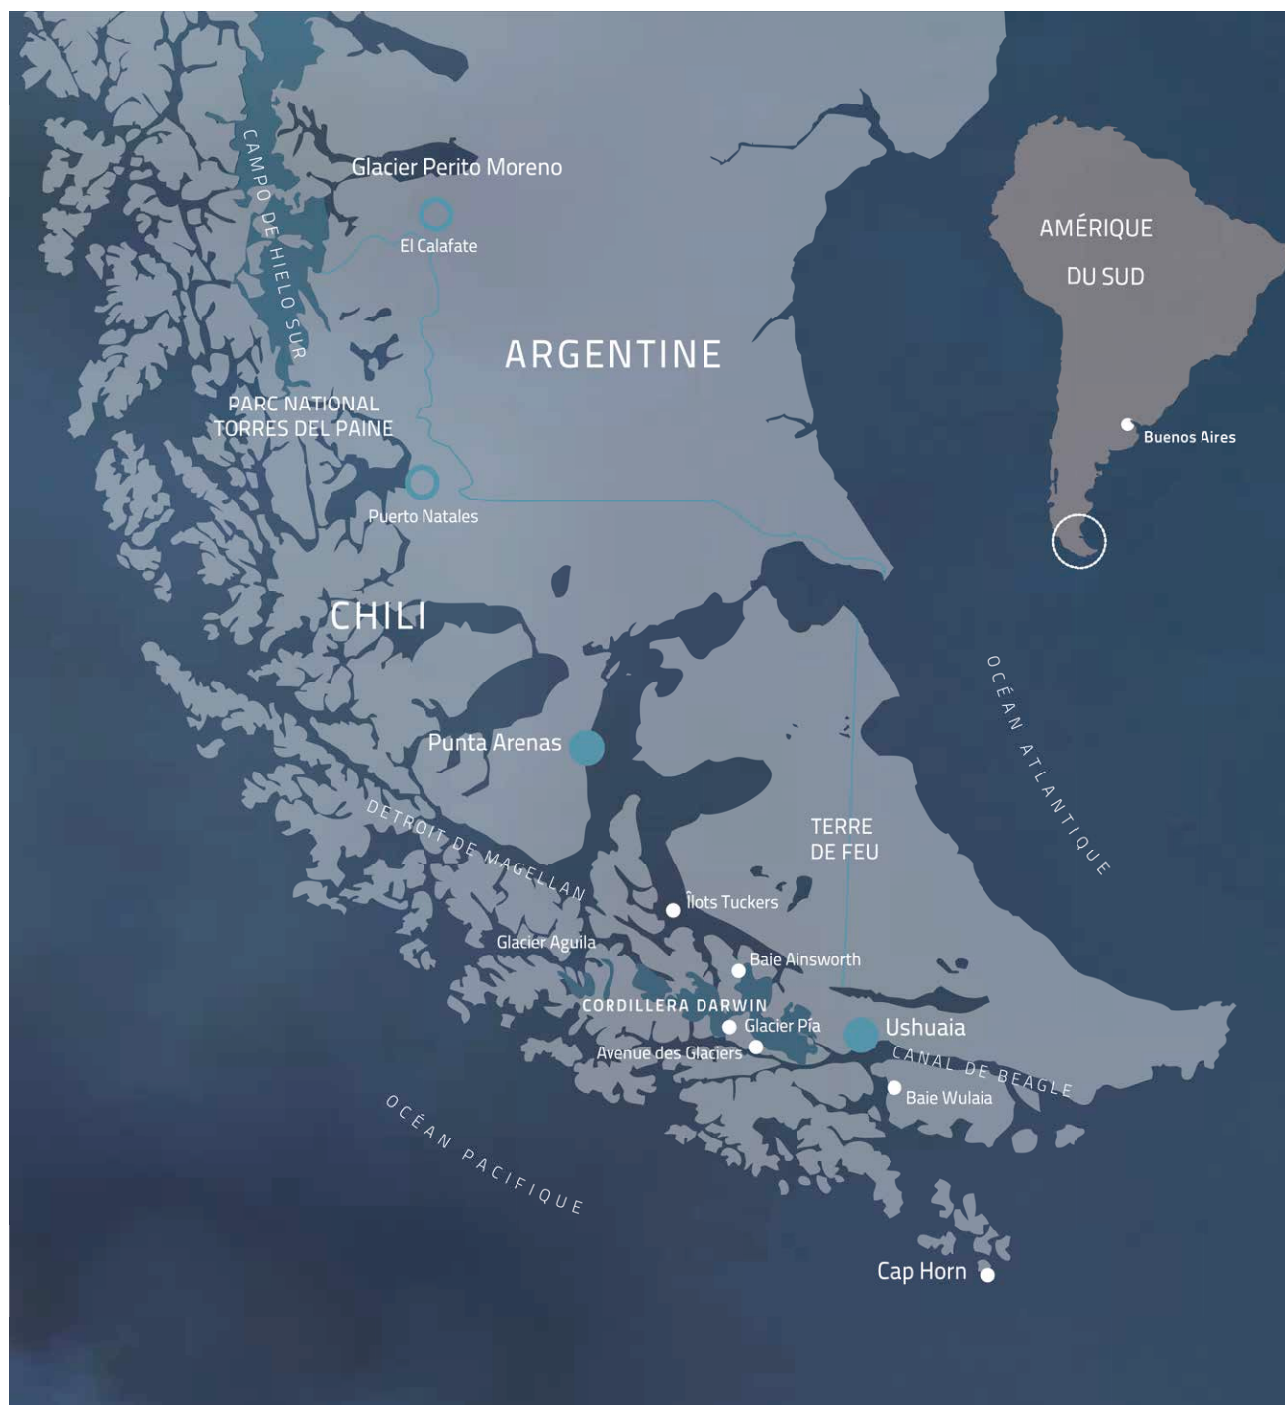 Glacier Perito Moreno
CAMPO DE HIELO SUR
El Calafate
AMÉRIQUE
DU SUD
ARGENTINE
PARC NATIONAL
TORRES DEL PAINE
Buenos Aires
Puerto Natales
CHILI
OCÉAN ATLANTIQUE
Punta Arenas
DETROIT DE MAGELLAN
TERRE
DE FEU
Îlots Tuckers
Glacier Aguila
Baie Ainsworth
CORDILLERA DARWIN
Glacier Pía
Ushuaia
Avenue des Glaciers
CANAL DE BEAGLE
Baie Wulaia
OCÉAN PACIFIQUE
Cap Horn